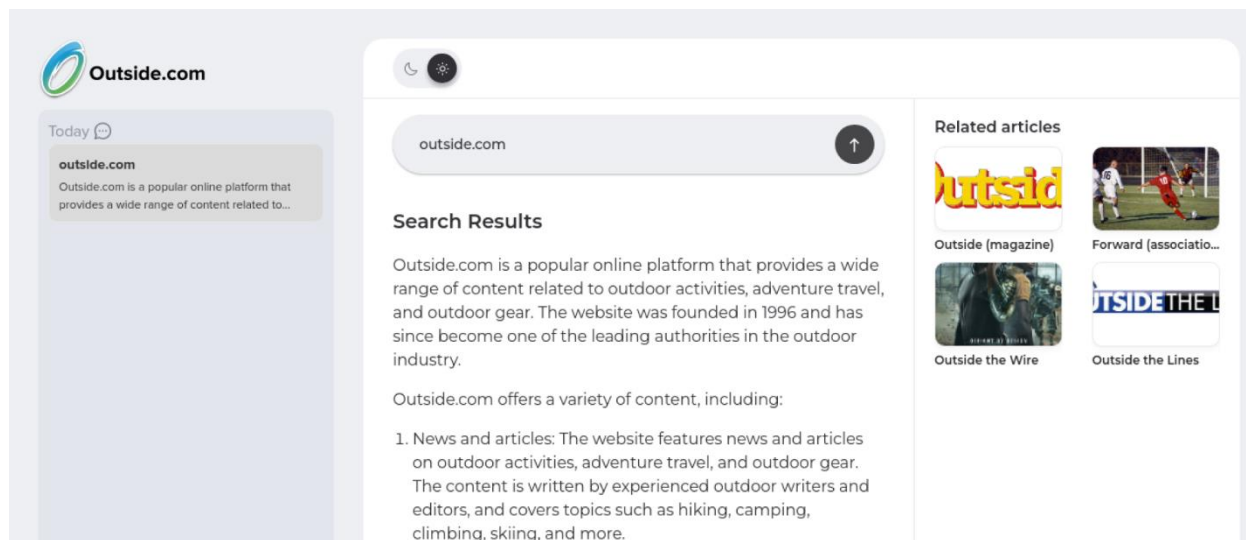 Outside.com
Today
outside.com
Outside.com is a popular online platform that
provides a wide range of content related to...
outside.com
Search Results
Outside.com is a popular online platform that provides a wide
range of content related to outdoor activities, adventure travel,
and outdoor gear. The website was founded in 1996 and has
since become one of the leading authorities in the outdoor
industry.
Outside.com offers a variety of content, including:
1. News and articles: The website features news and articles
on outdoor activities, adventure travel, and outdoor gear.
The content is written by experienced outdoor writers and
editors, and covers topics such as hiking, camping,
climbing, skiing, and more.
Related articles
Outsid
Outside (magazine)
16
10
Forward (associatio...
Outside the Wire
UTSIDE THE L
Outside the Lines